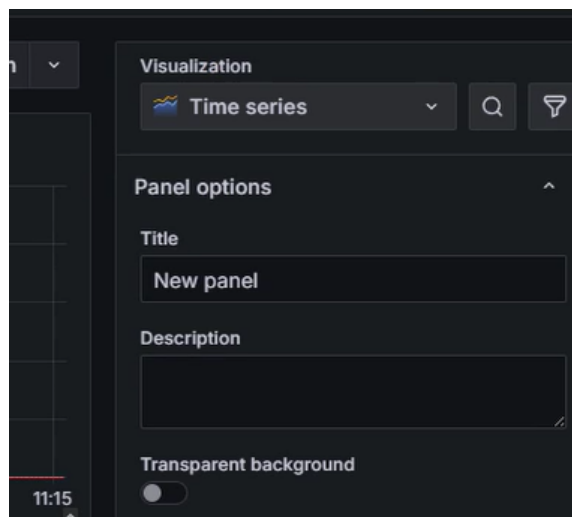 Visualization
Time series
Panel options
Title
New panel
Description
Transparent background
11:15